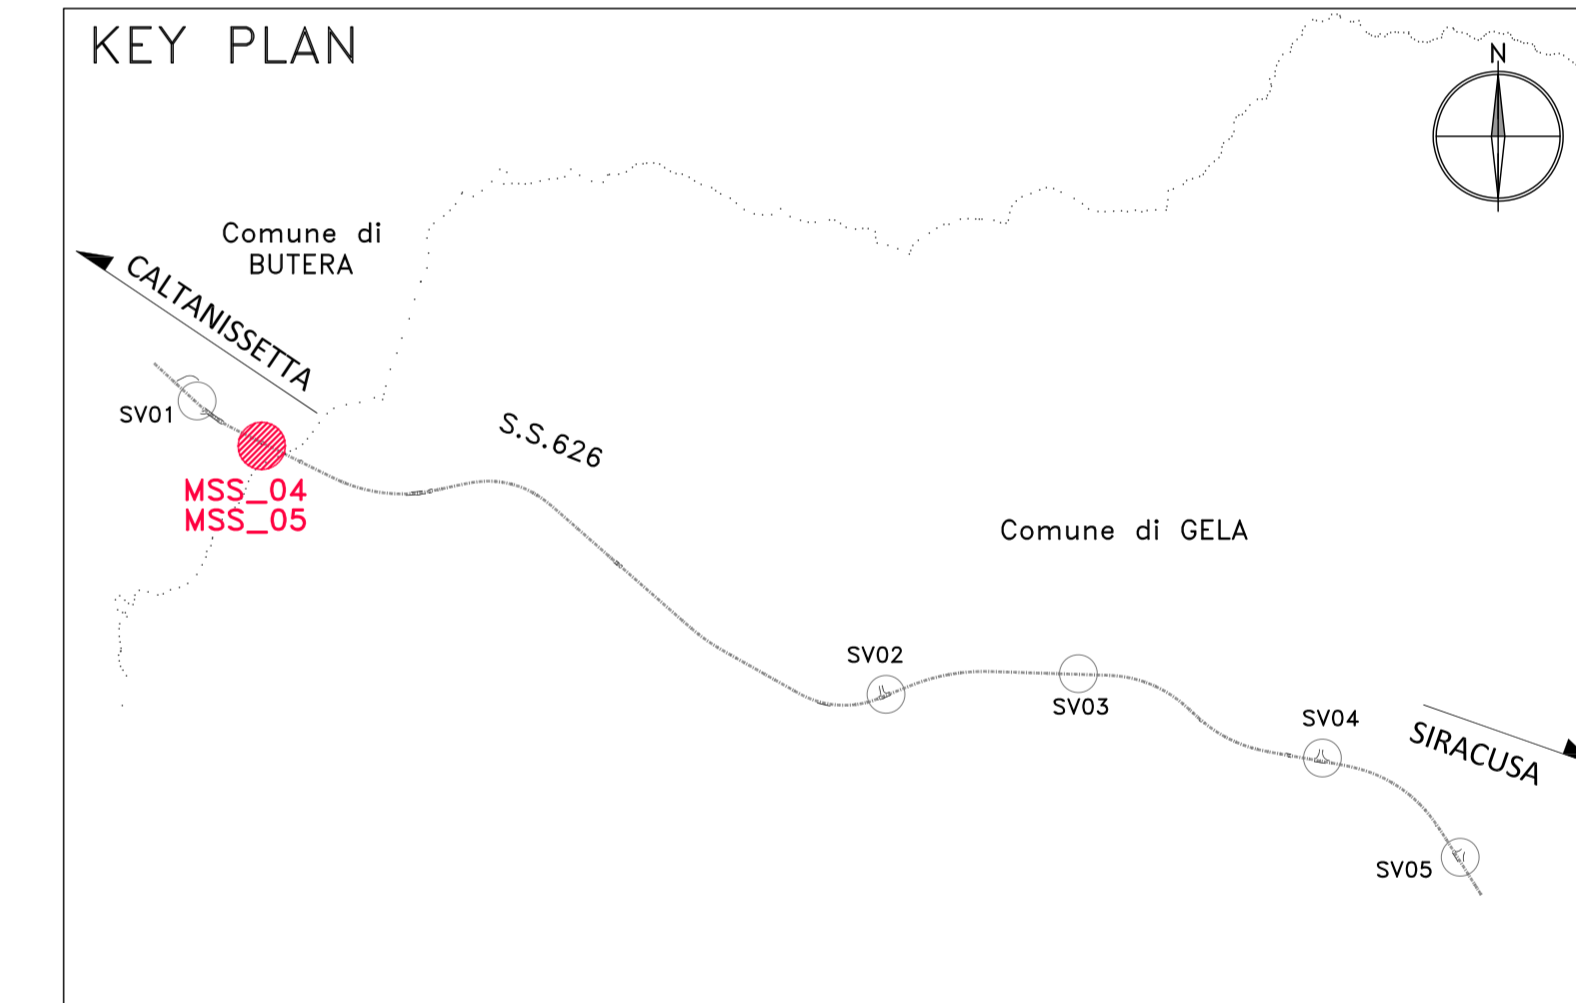 KEY PLAN
N
Comune di
BUTERA
CALTANISSETTA
SV01
S.S.626
MSS_04
MSS_05
Comune di GELA
SV02
SV03
SV04
SIRACUSA
SV05